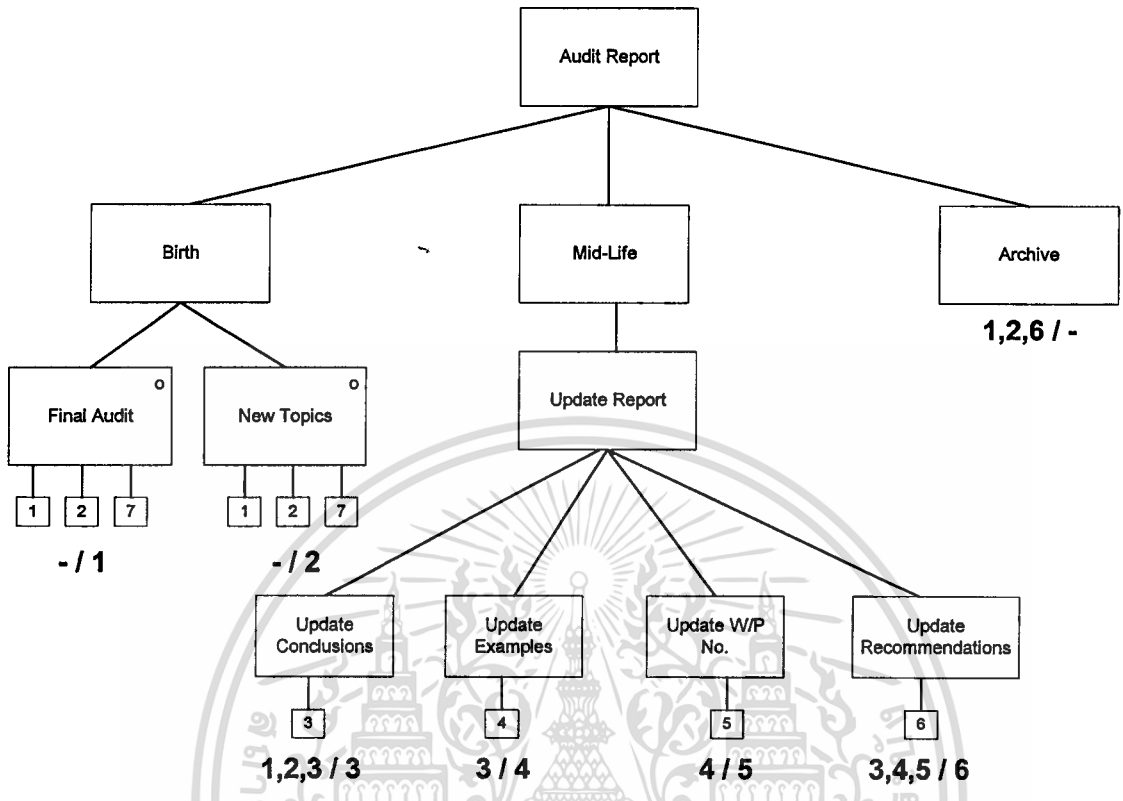 Audit Report
Birth
Mid-Life
Archive
1,2,6 / -
Final Audit
o
New Topics
o
Update Report
1
2
7
1
2
7
- / 1
- / 2
Update
Conclusions
Update
Examples
Update W/P
No.
Update
Recommendations
3
4
5
6
1,2,3 / 3
3 / 4
4 / 5
3,4,5 / 6